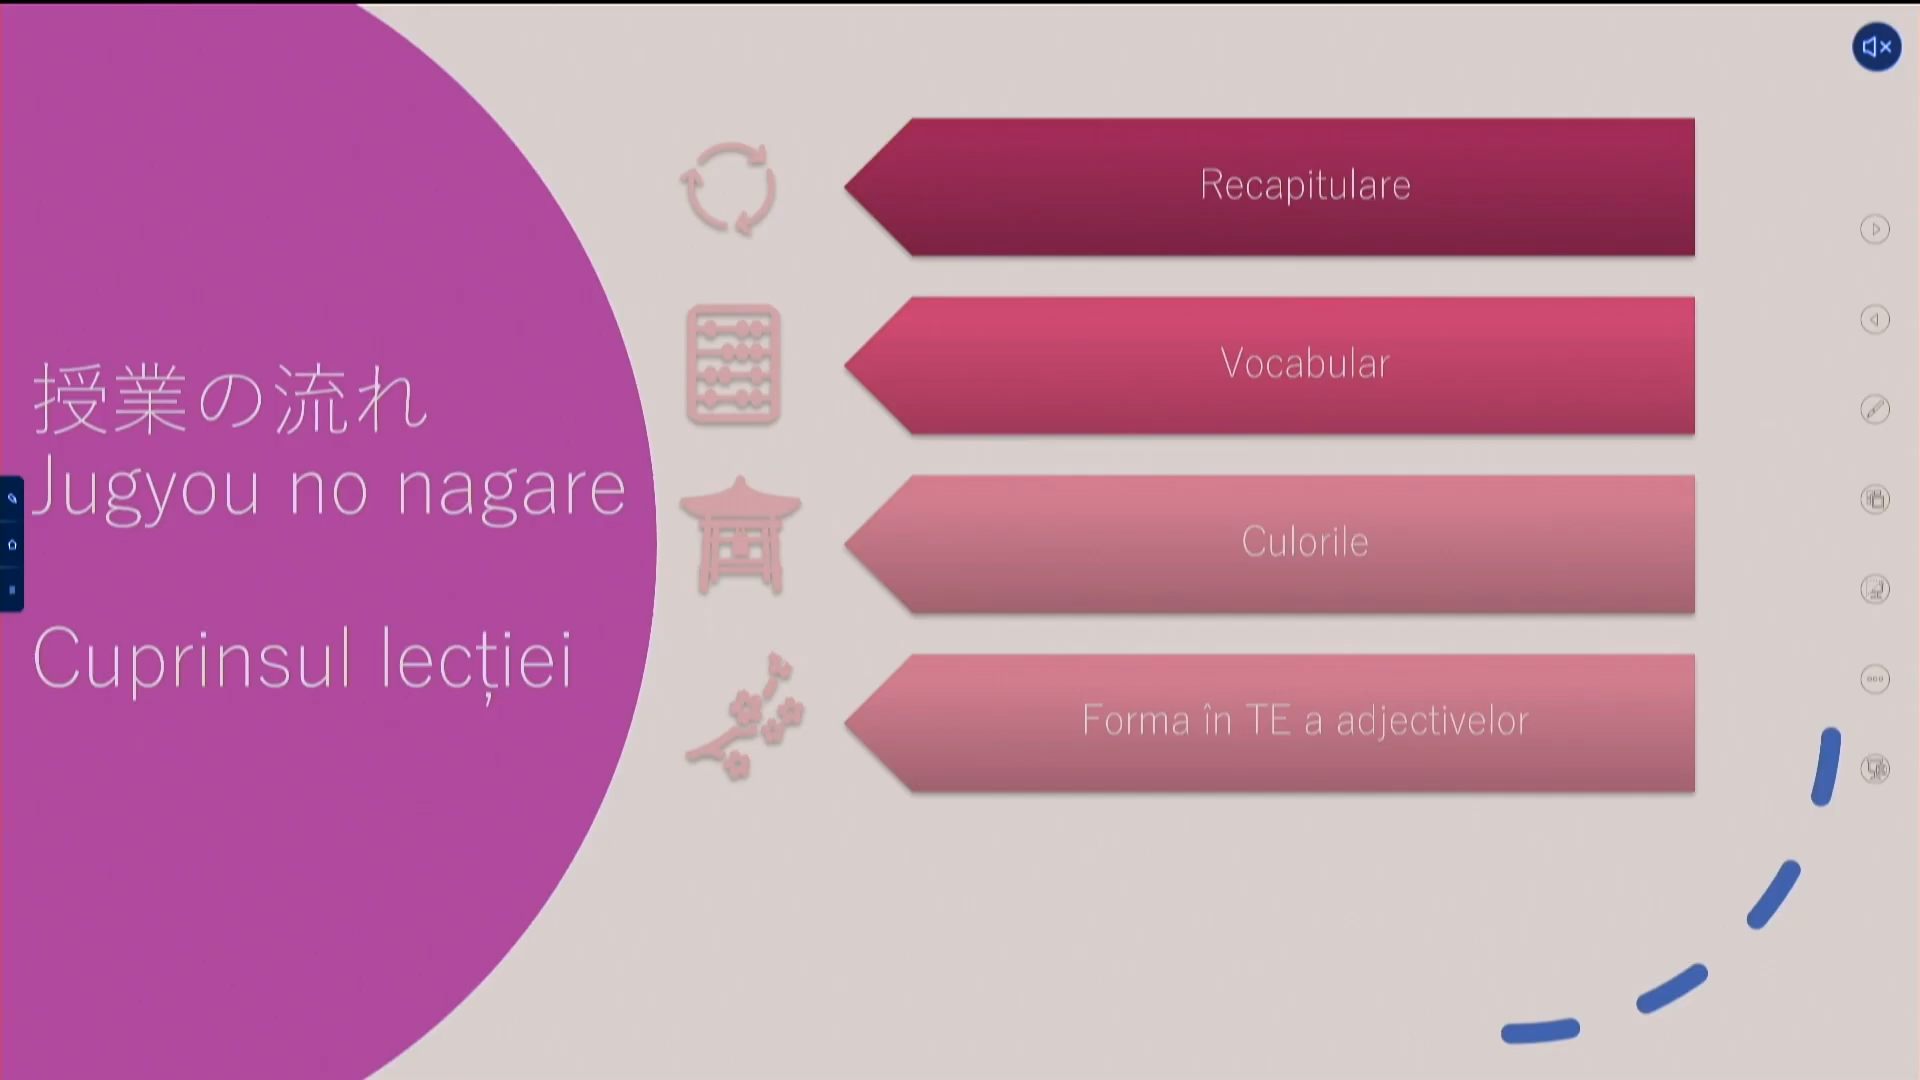 授業の流れ
Jugyou no nagare
Cuprinsul lecției
Recapitulare
Vocabular
Culorile
Forma în TE a adjectivelor